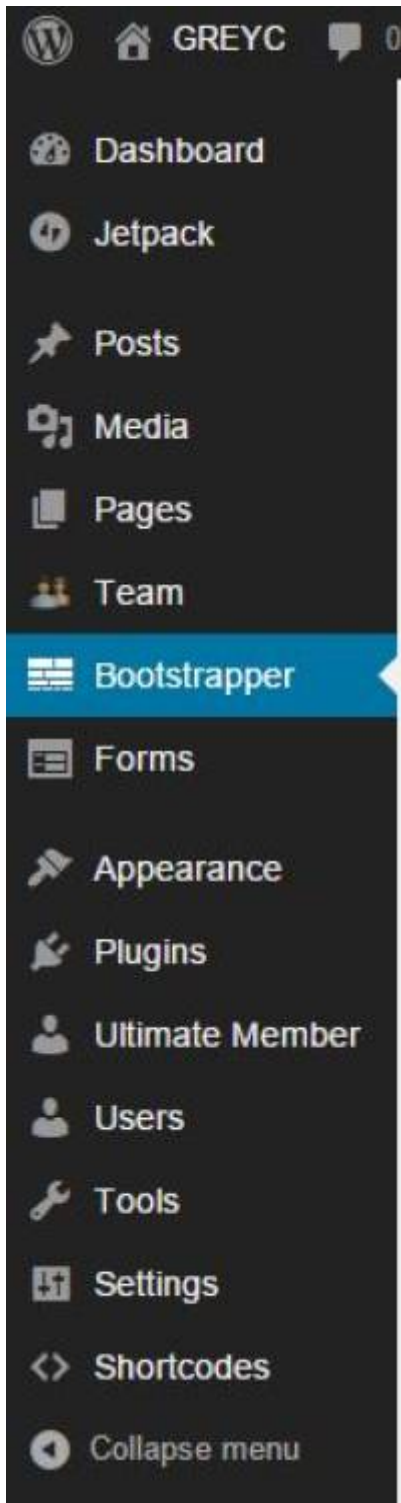 GREYC 0
Dashboard
Jetpack
Posts
Media
Pages
Team
Bootstrapper
Forms
Appearance
Plugins
Ultimate Member
Users
Tools
Settings
Shortcodes
Collapse menu